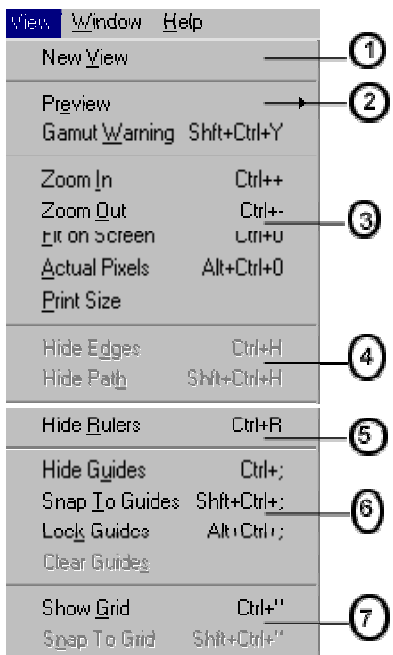 View Window Help
New View 1
Preview 2
Gamut Warning Shft+Ctrl+Y
Zoom In Ctrl++
Zoom Out Ctrl+- 3
Fit on Screen Ctrl+0
Actual Pixels Alt+Ctrl+0
Print Size
Hide Edges Ctrl+H 4
Hide Path Shft+Ctrl+H
Hide Rulers Ctrl+R 5
Hide Guides Ctrl+;
Snap To Guides Shft+Ctrl+; 6
Lock Guides Alt+Ctrl+;
Clear Guides
Show Grid Ctrl+" 7
Snap To Grid Shft+Ctrl+"